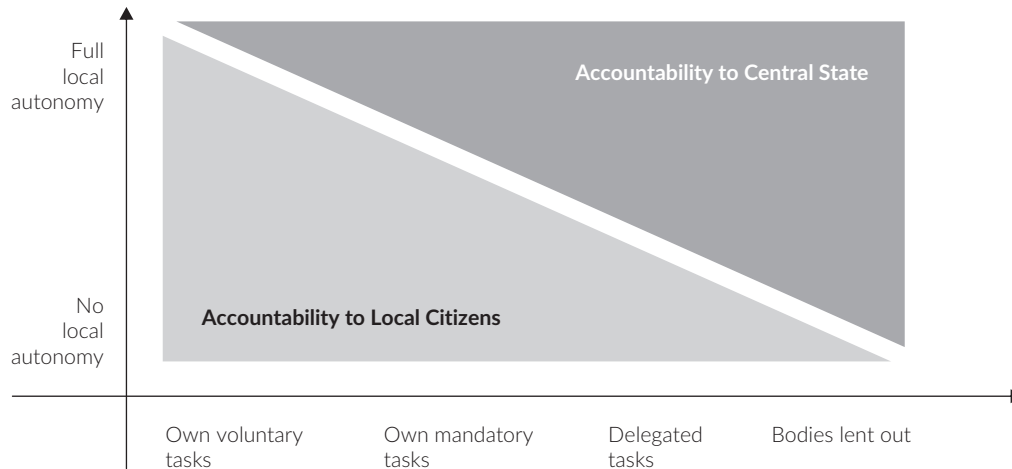 Full
local
autonomy
Accountability to Central State
No
local
autonomy
Accountability to Local Citizens
Own voluntary
tasks
Own mandatory
tasks
Delegated
tasks
Bodies lent out